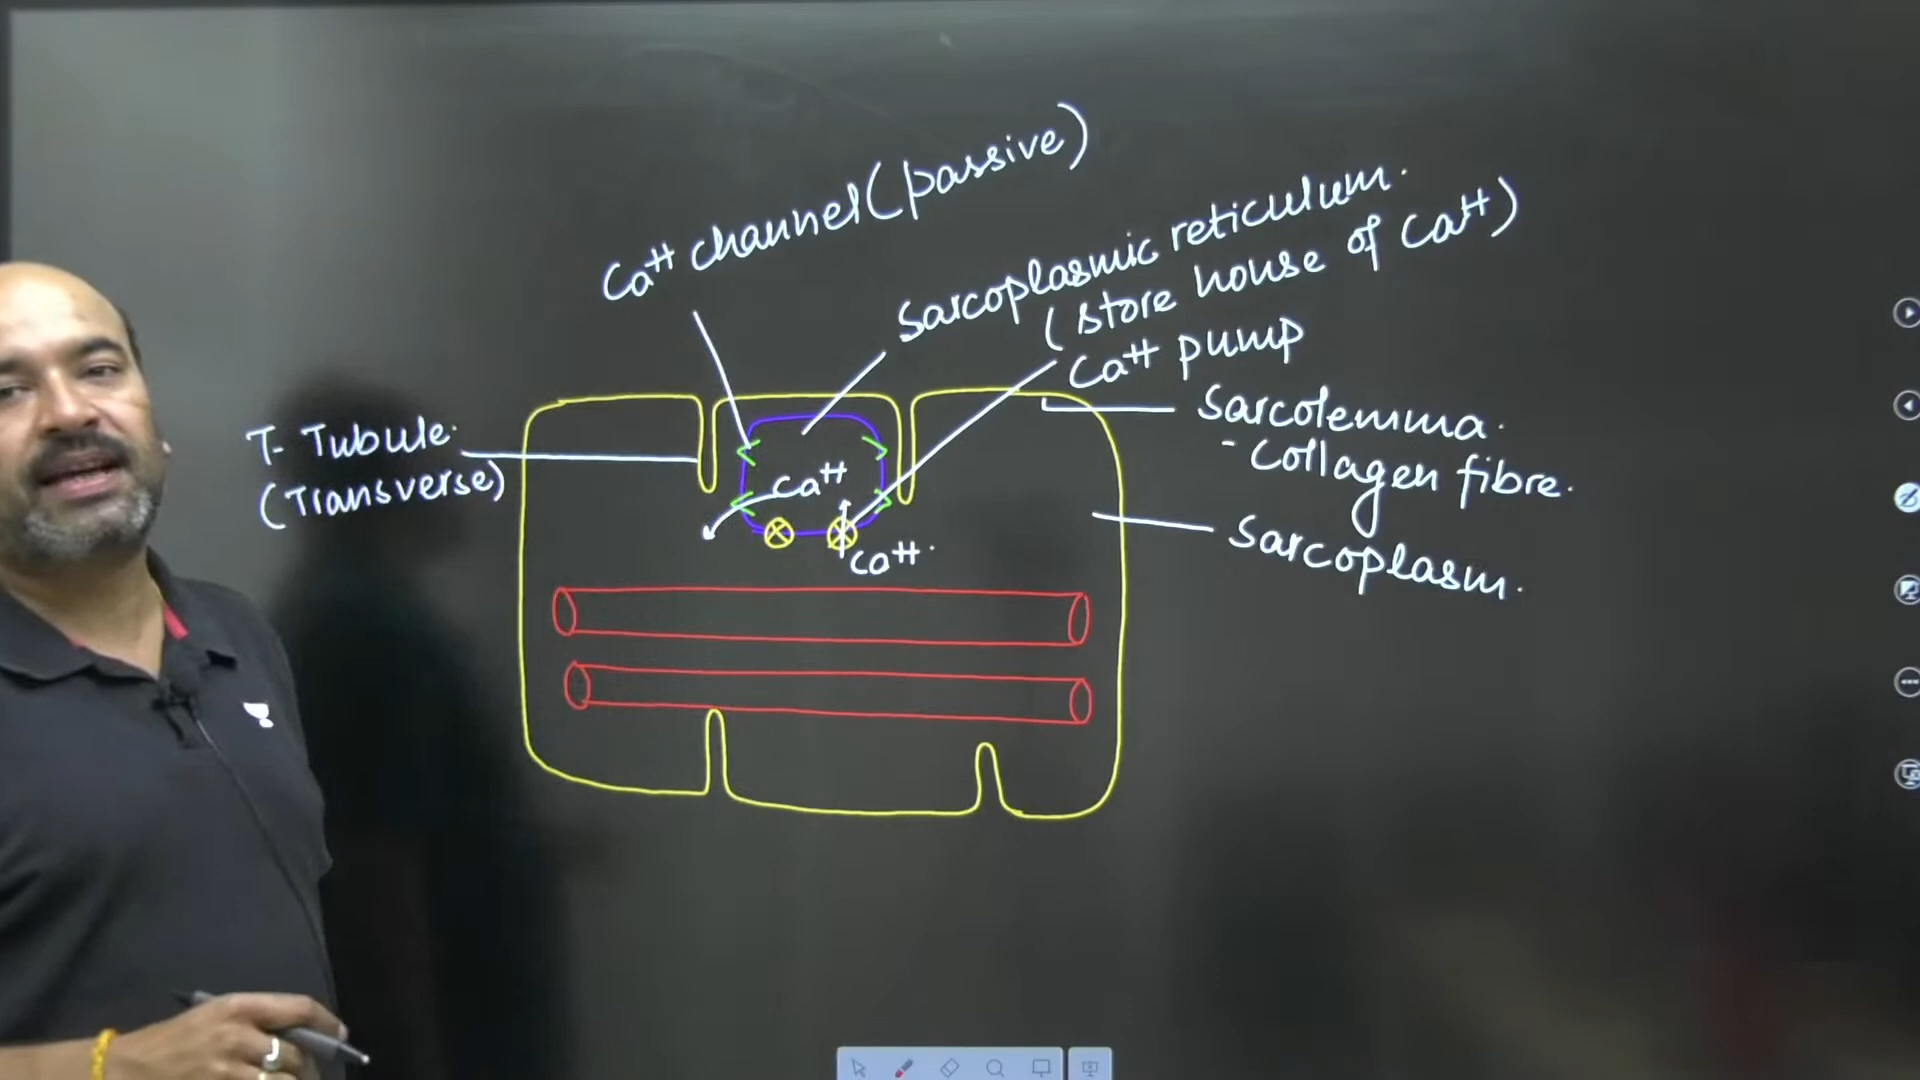 Ca++ channel (passive)
Sarcoplasmic reticulum.
(store house of Ca++)
Ca++ pump
Sarcolemma.
- Collagen fibre.
Sarcoplasm.
T- Tubule.
(Transverse)
Ca++
Ca++.